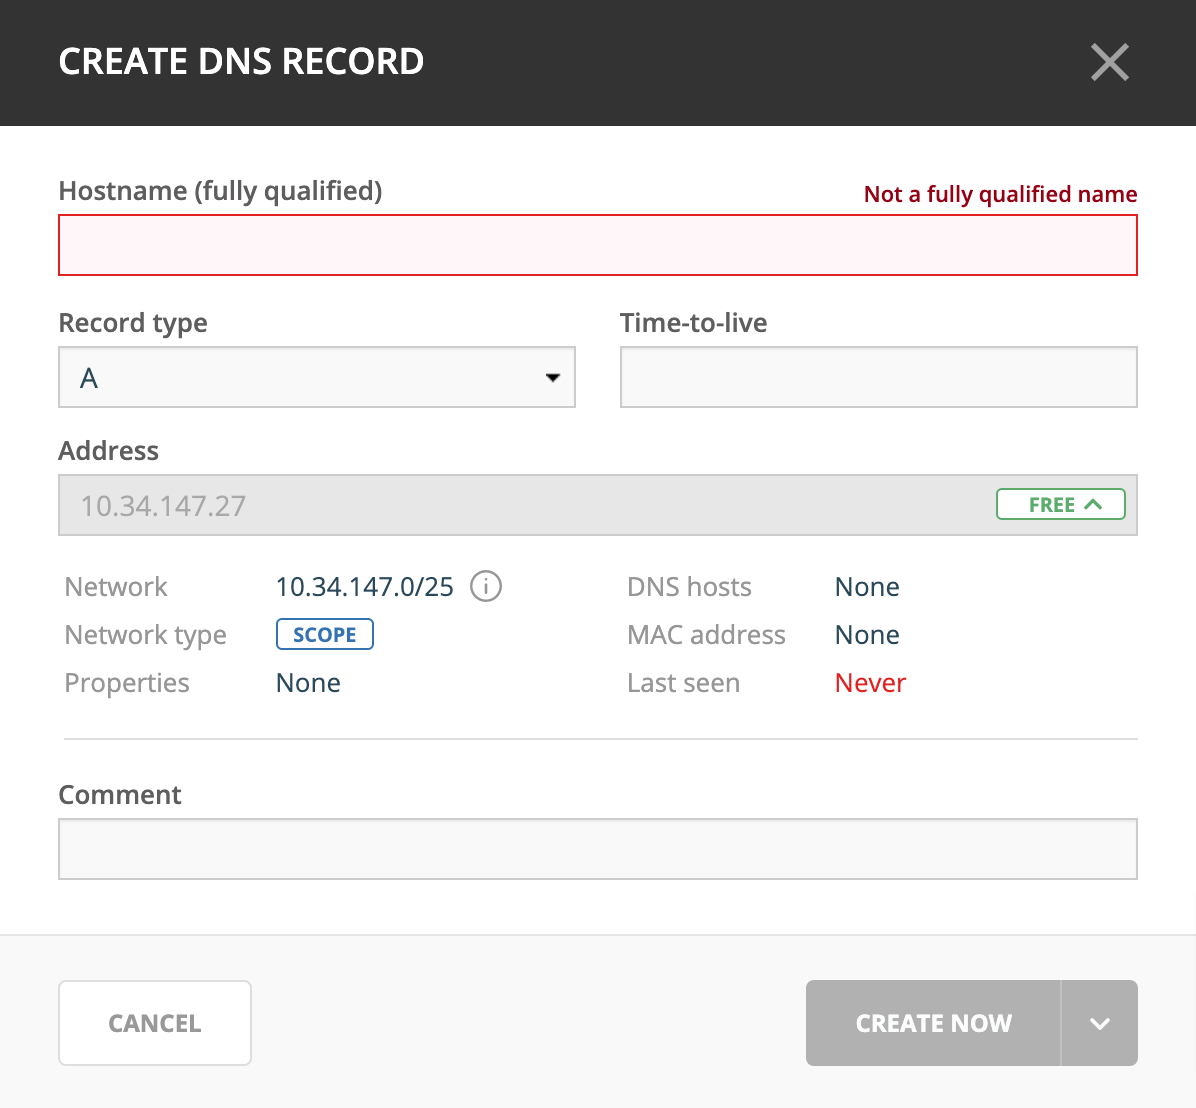 CREATE DNS RECORD
Hostname (fully qualified)
Not a fully qualified name
Record type
Time-to-live
A
Address
10.34.147.27
FREE
Network 10.34.147.0/25
DNS hosts None
Network type SCOPE
MAC address None
Properties None
Last seen Never
Comment
CANCEL
CREATE NOW